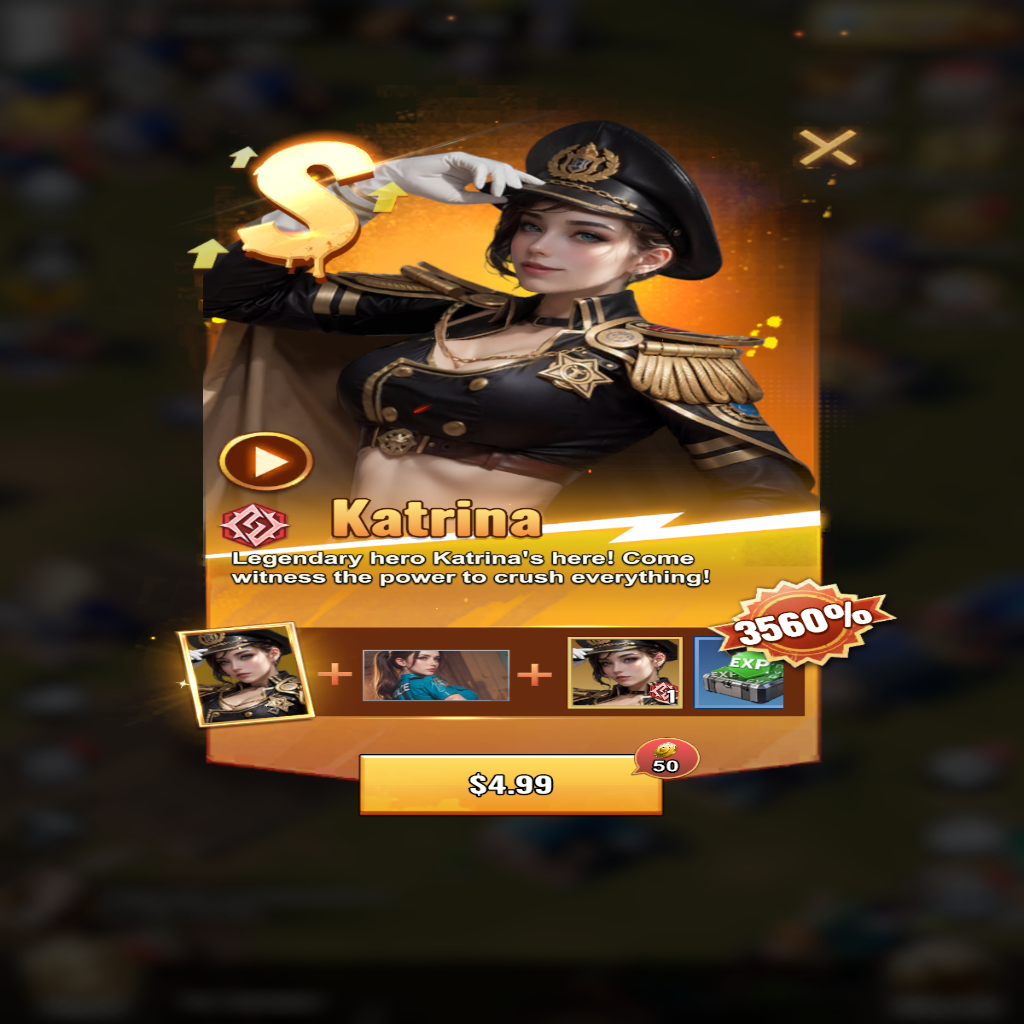 S
Katrina
Legendary hero Katrina's here! Come
witness the power to crush everything!
3560%
EXP
1
50
$4.99